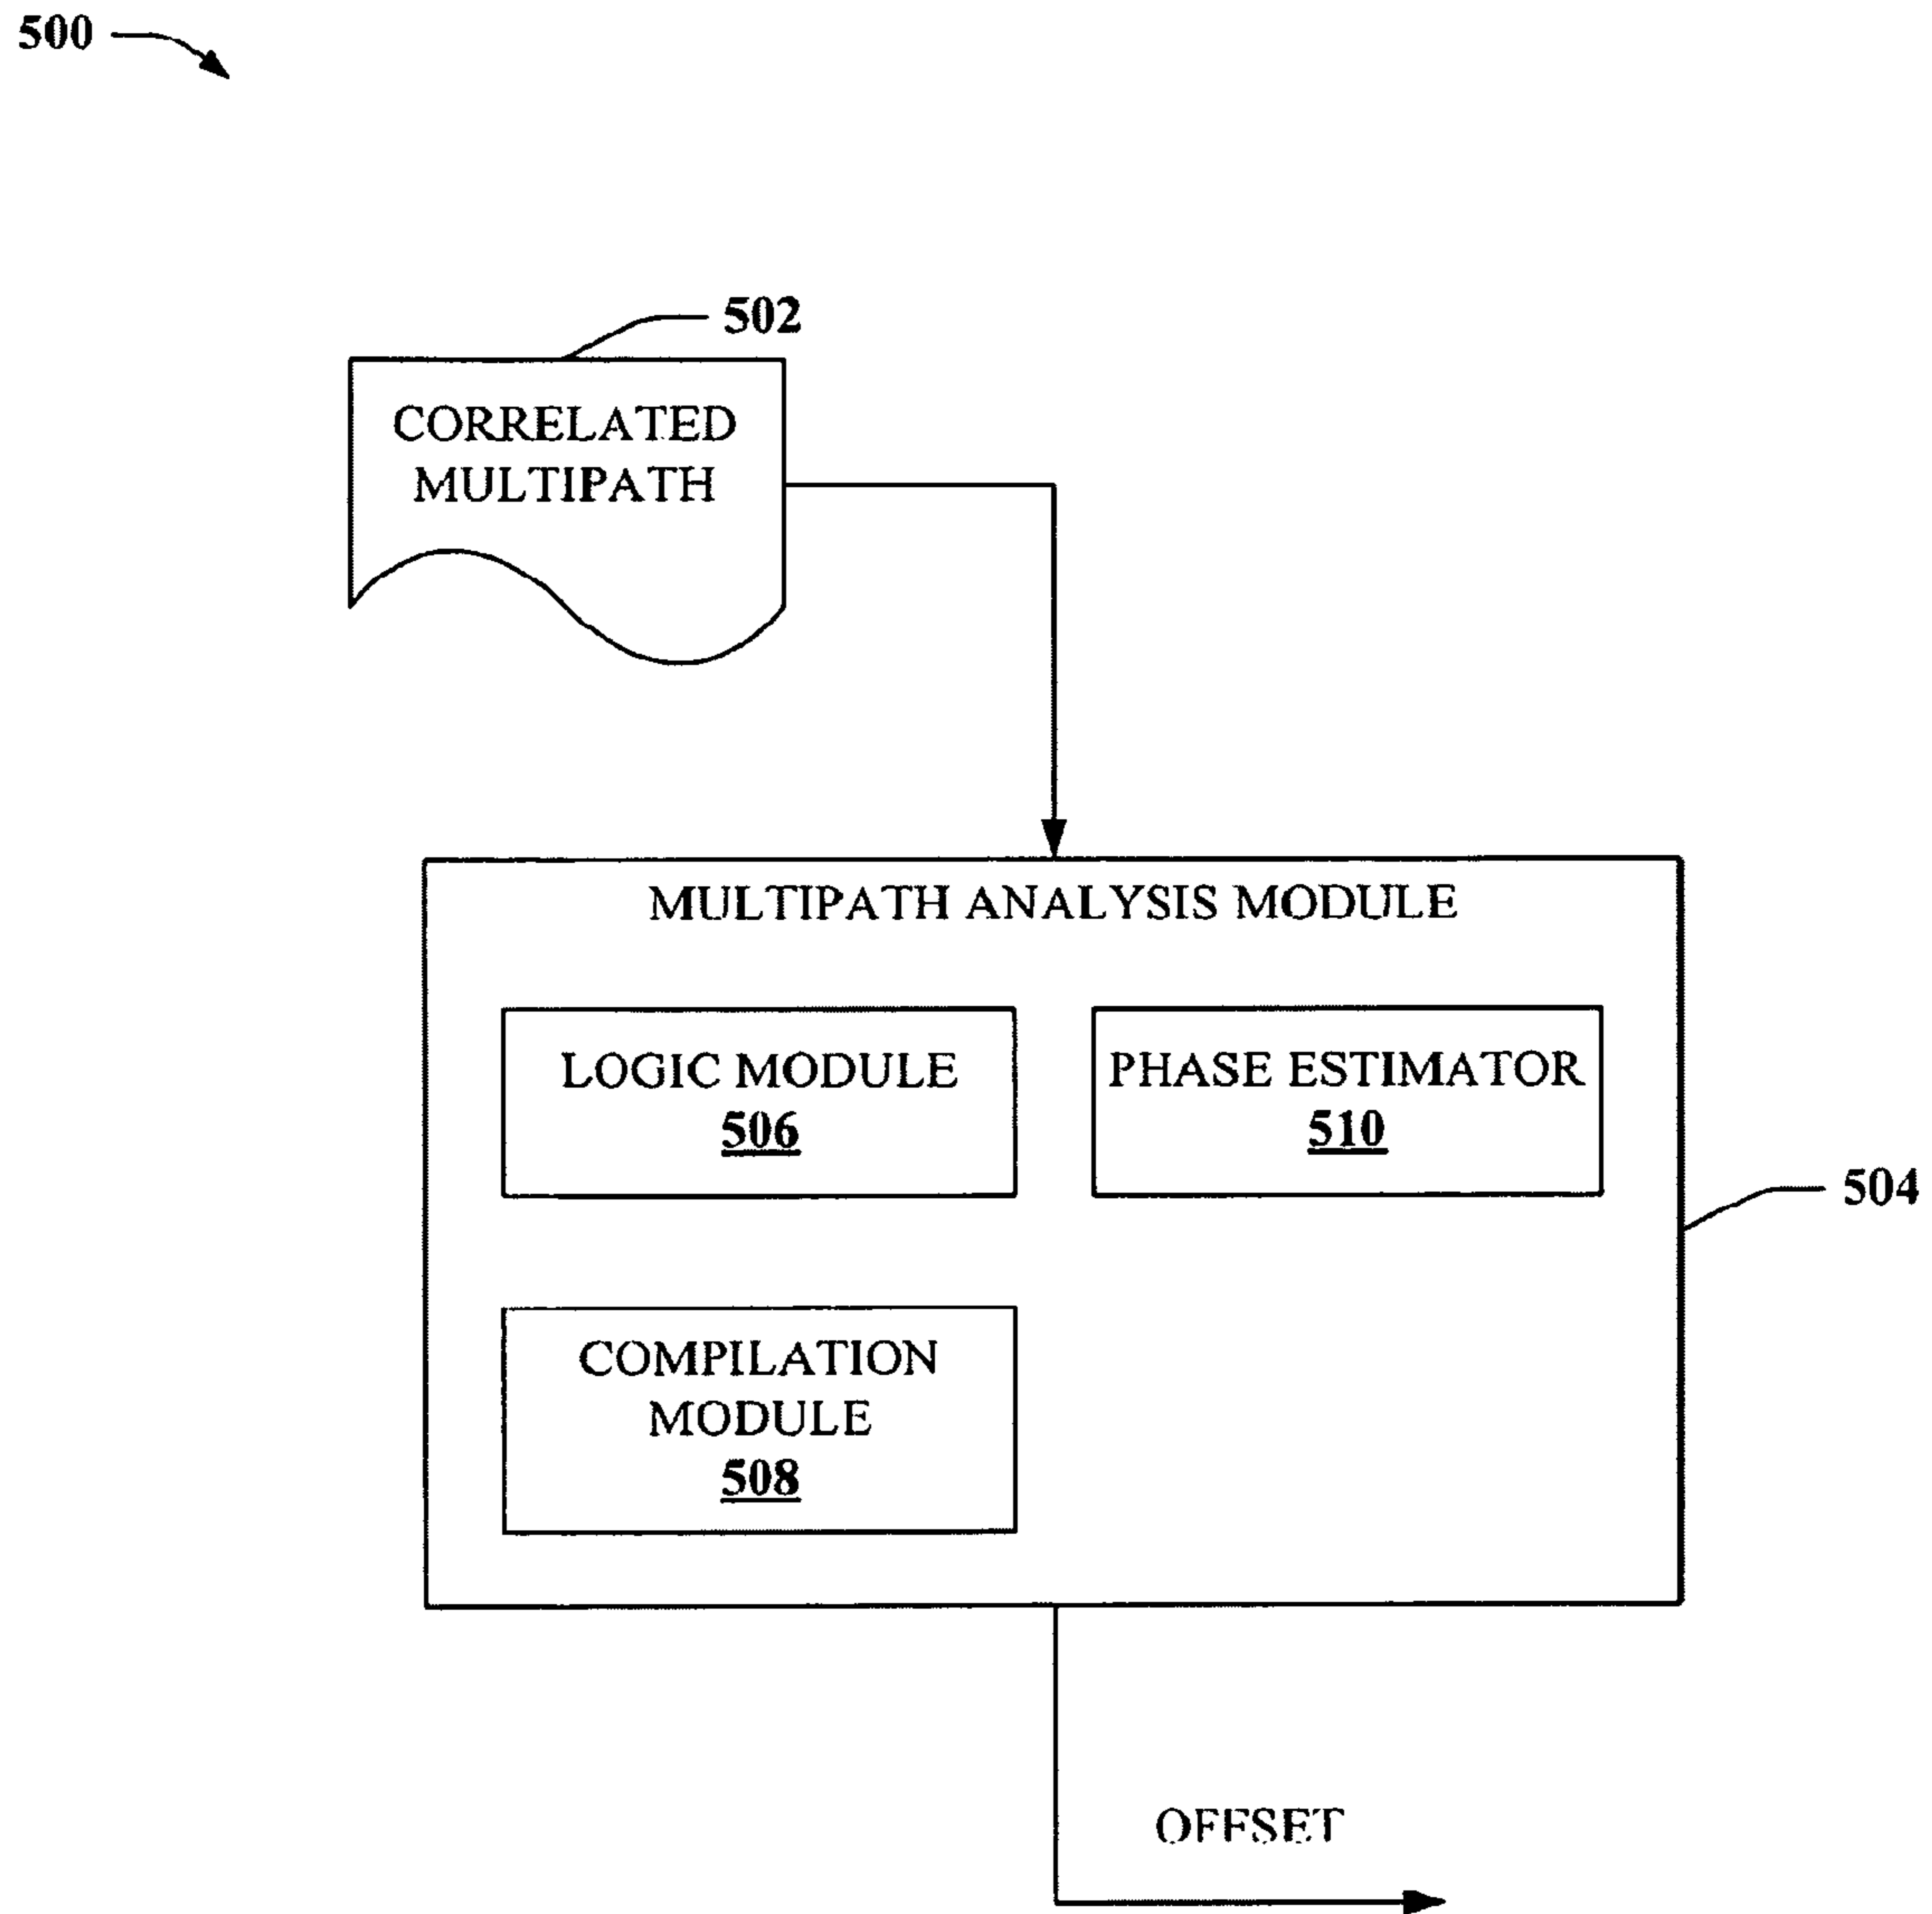 500
502
CORRELATED
MULTIPATH
MULTIPATH ANALYSIS MODULE
LOGIC MODULE
506
PHASE ESTIMATOR
510
504
COMPILATION
MODULE
508
OFFSET